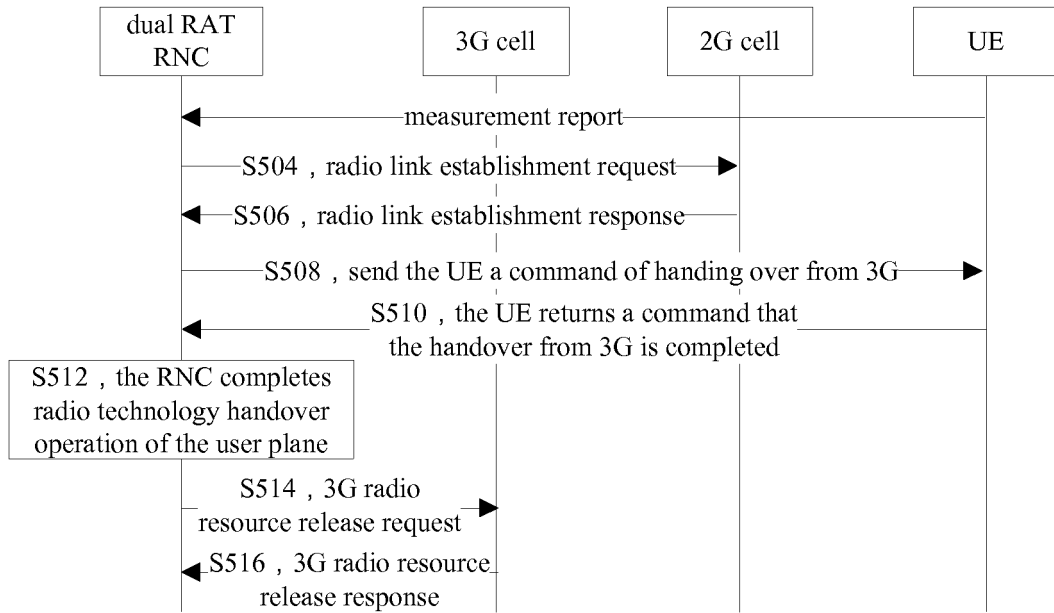 dual RAT
RNC
3G cell
2G cell
UE
measurement report
S504，radio link establishment request
S506，radio link establishment response
S508，send the UE a command of handing over from 3G
S510，the UE returns a command that
the handover from 3G is completed
S512，the RNC completes
radio technology handover
operation of the user plane
S514，3G radio
resource release request
S516，3G radio resource
release response